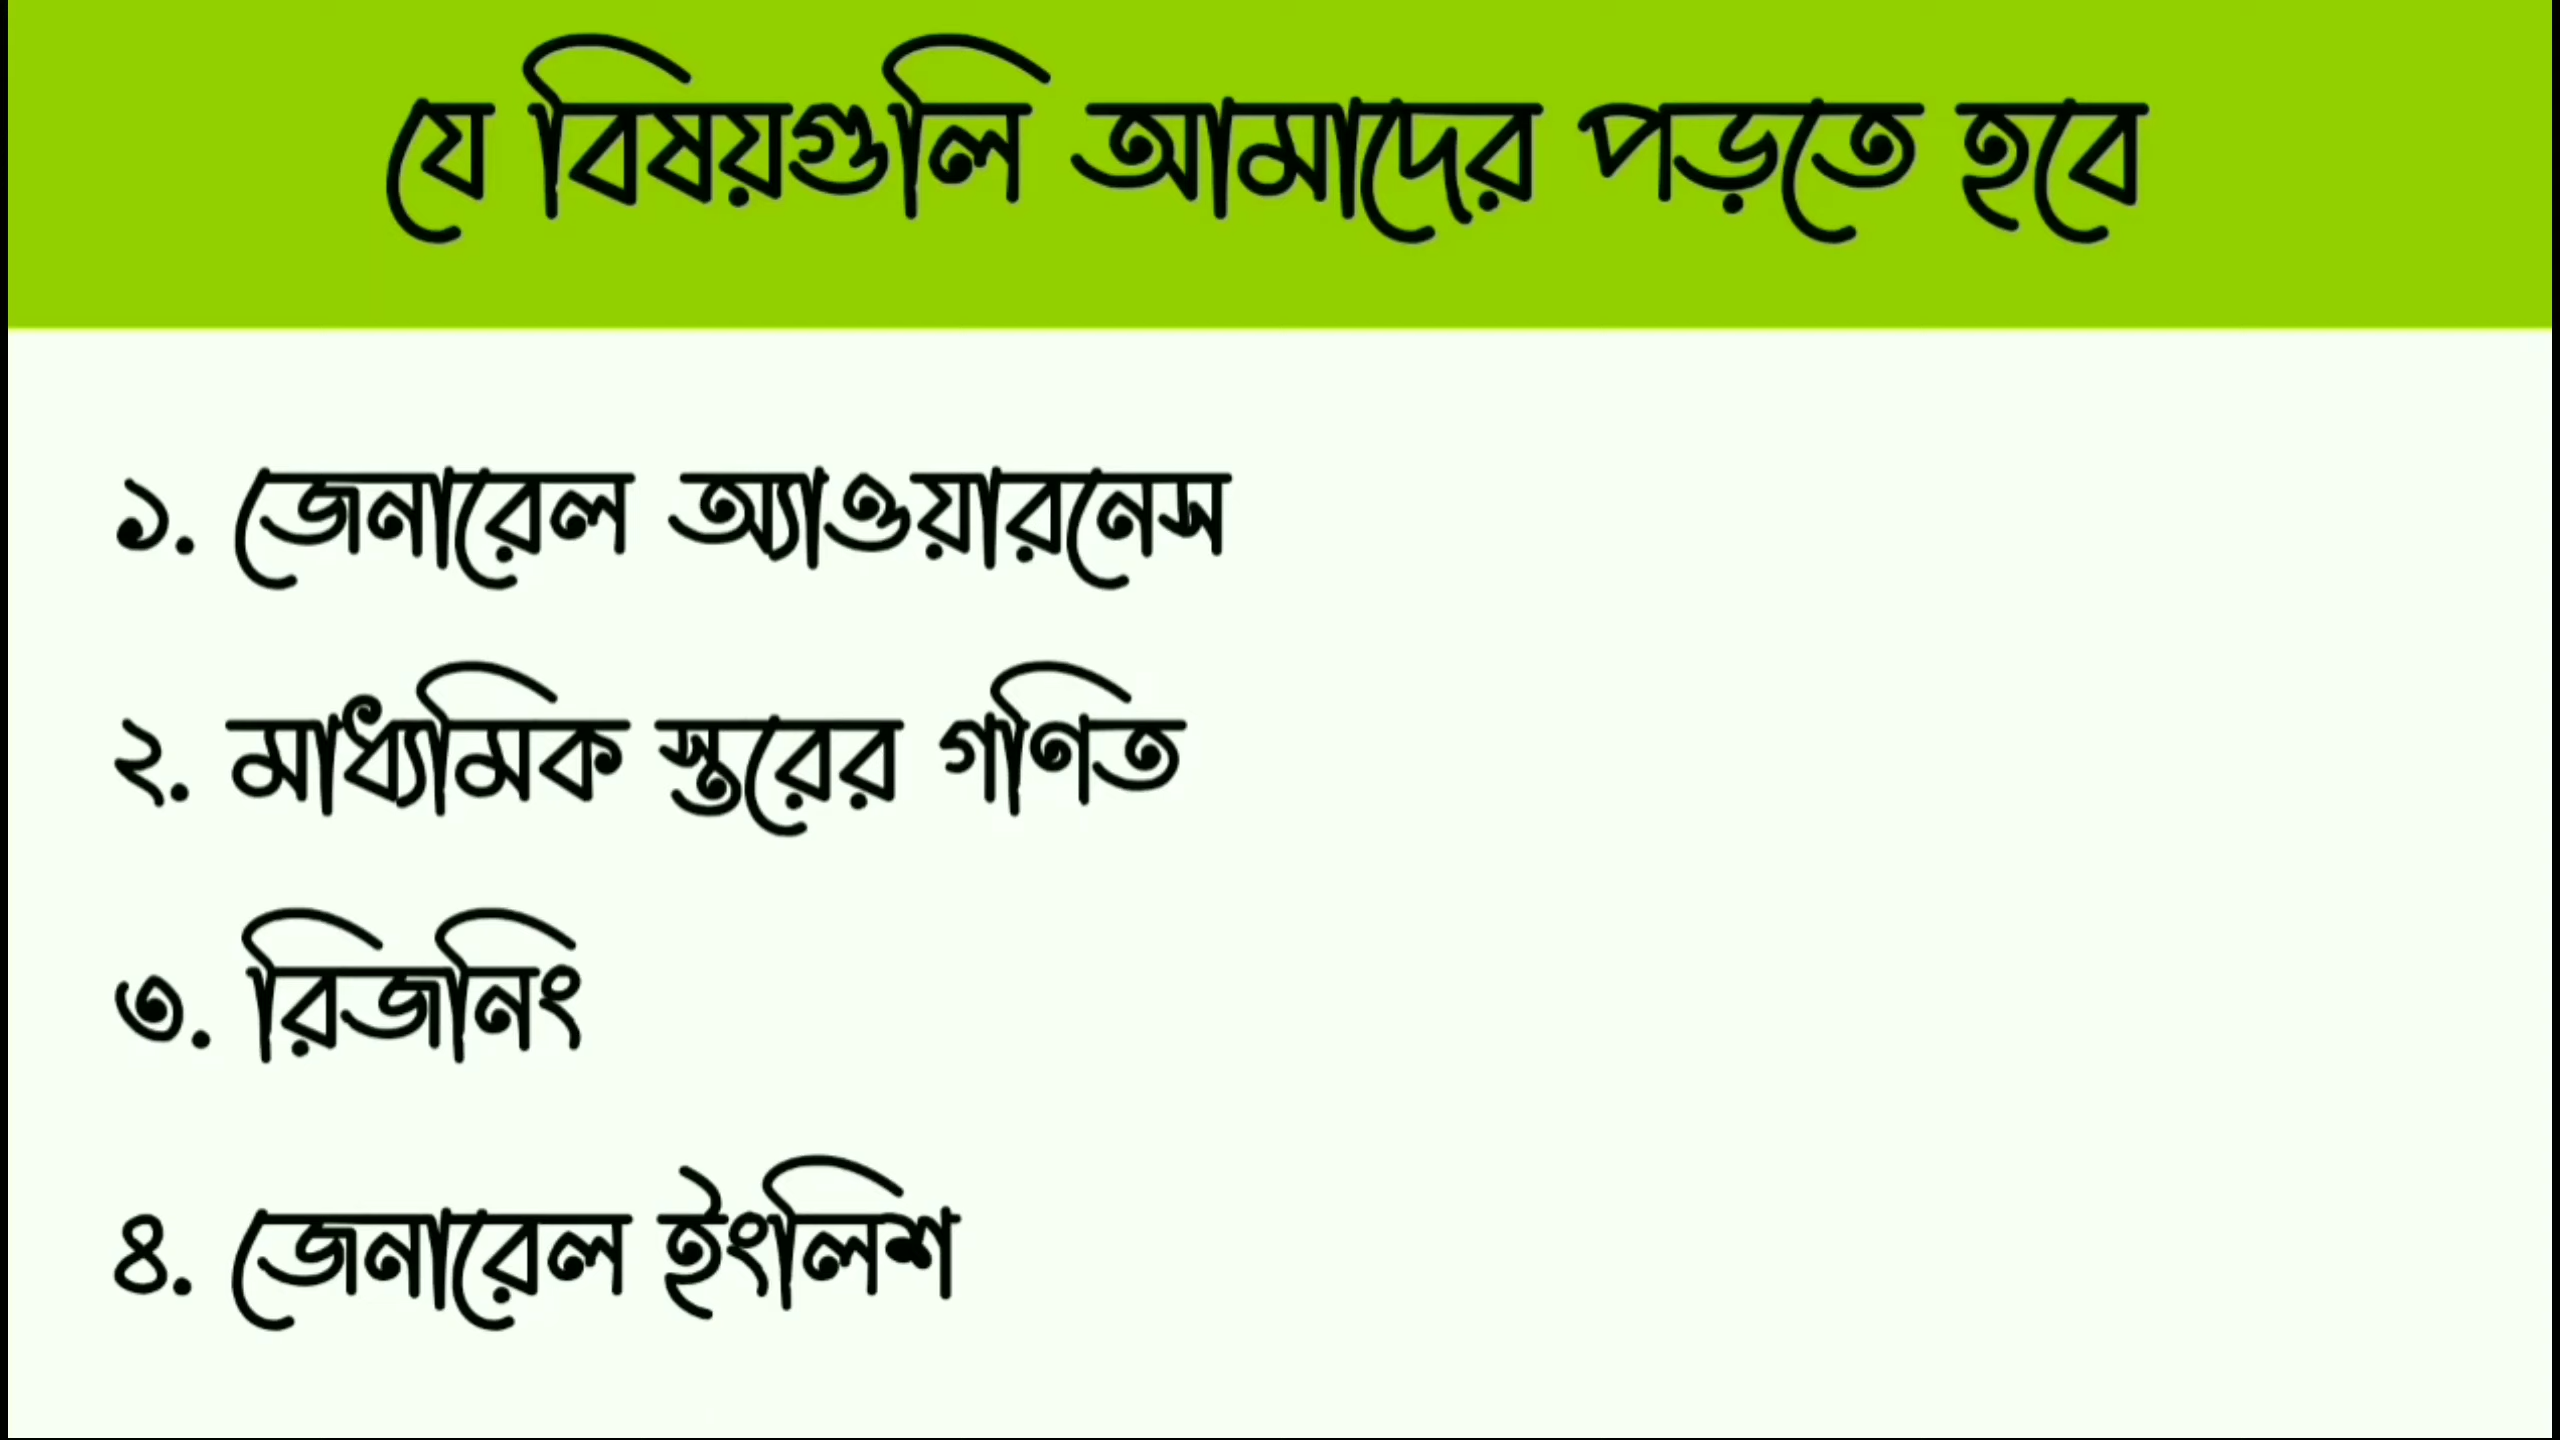 যে বিষয়গুলি আমাদের পড়তে হবে
১. জেনারেল অ্যাওয়ারনেস
২. মাধ্যমিক স্তরের গণিত
৩. রিজনিং
৪. জেনারেল ইংলিশ